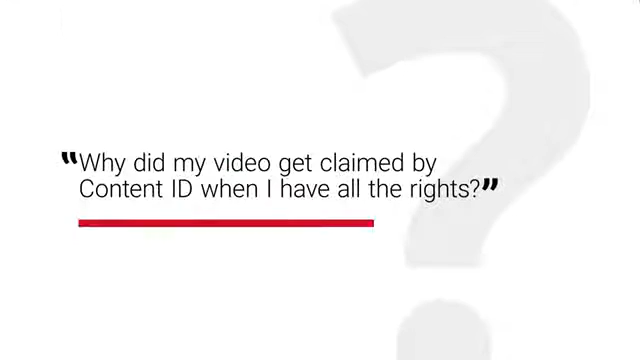 "Why did my video get claimed by
Content ID when I have all the rights?"